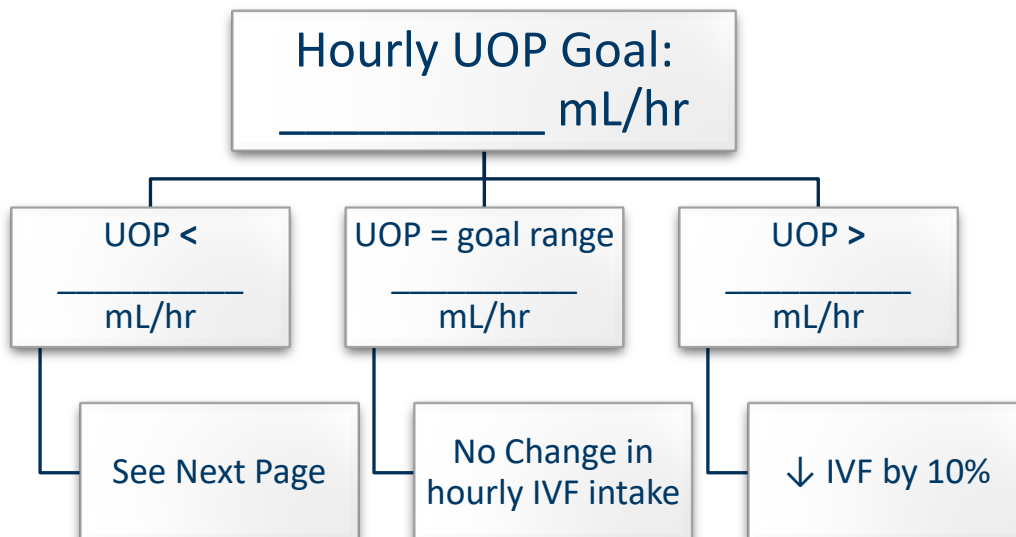 Hourly UOP Goal:
__________ mL/hr
UOP <
__________
mL/hr
UOP = goal range
__________
mL/hr
UOP >
__________
mL/hr
See Next Page
No Change in
hourly IVF intake
↓ IVF by 10%